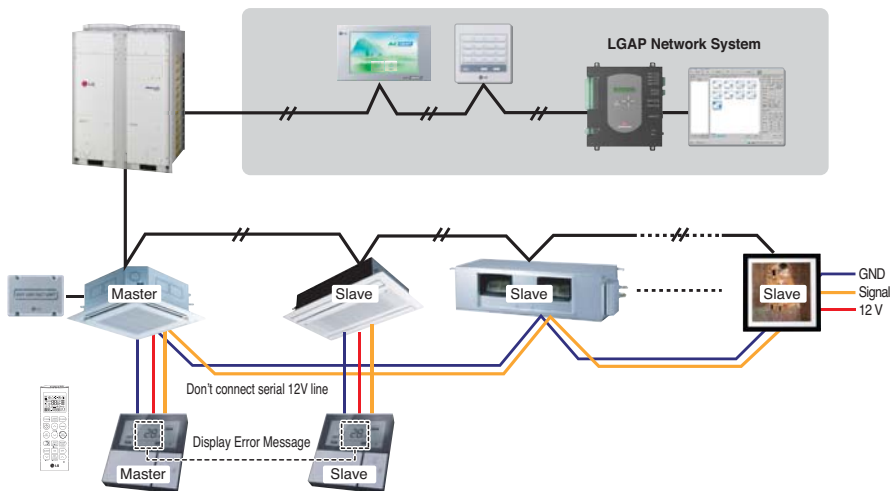 LGAP Network System
Master
Slave
Slave
Slave
GND
Signal
12 V
Don't connect serial 12V line
Display Error Message
Master
Slave
LG